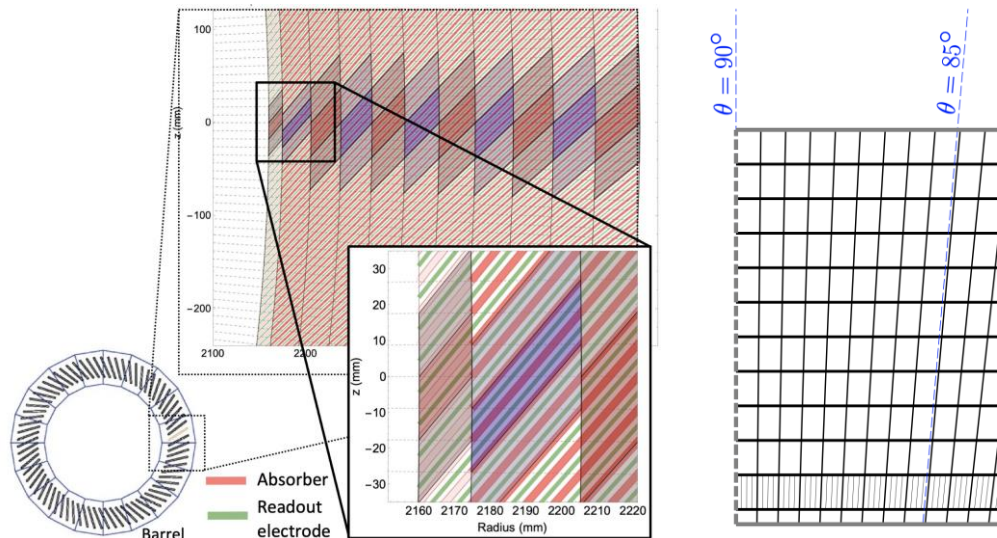 100
z (mm)
0
−100
−200
2100
2200
30
20
10
0
−10
−20
−30
z (mm)
2160
2170
2180
2190
2200
2210
2220
Radius (mm)
Absorber
Readout
electrode
Barrel
θ = 90°
θ = 85°